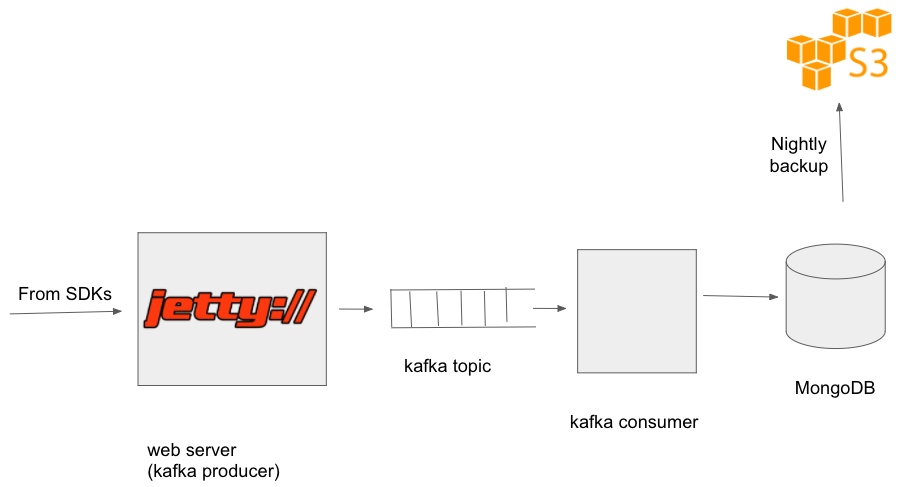 S3
Nightly
backup
From SDKs
jetty://
kafka topic
MongoDB
kafka consumer
web server
(kafka producer)